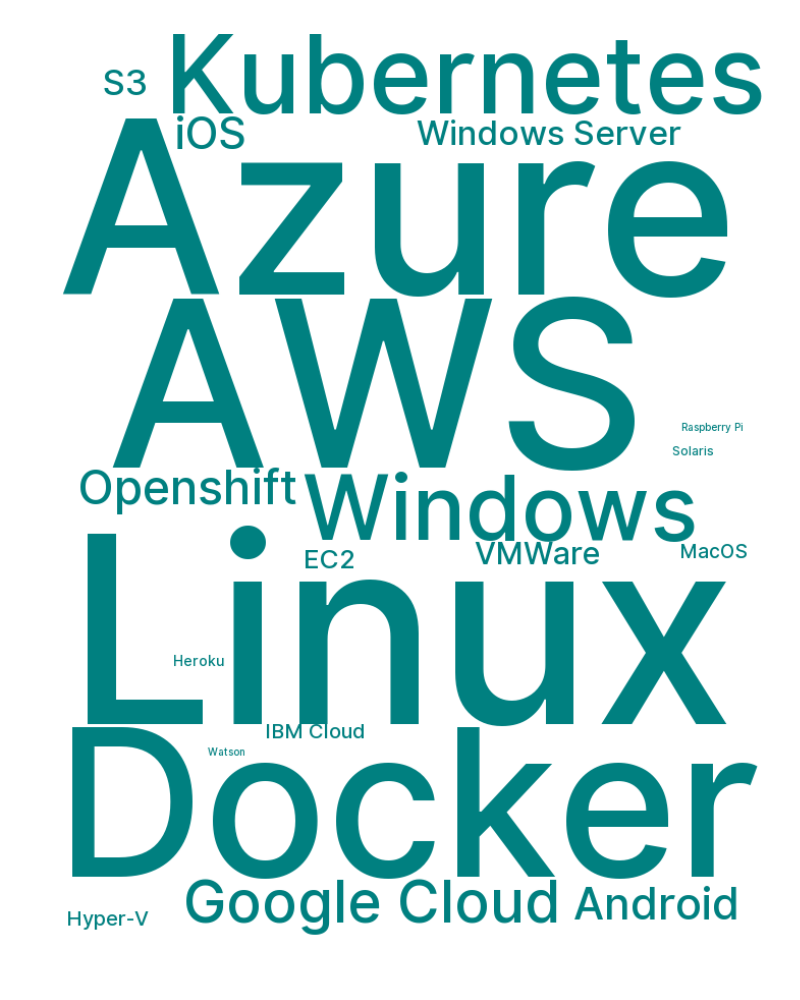 Kubernetes
S3
iOS
Windows Server
Azure
AWS
Raspberry Pi
Solaris
Openshift
Windows
EC2
VMWare
MacOS
Linux
Heroku
IBM Cloud
Watson
Docker
Google Cloud
Android
Hyper-V